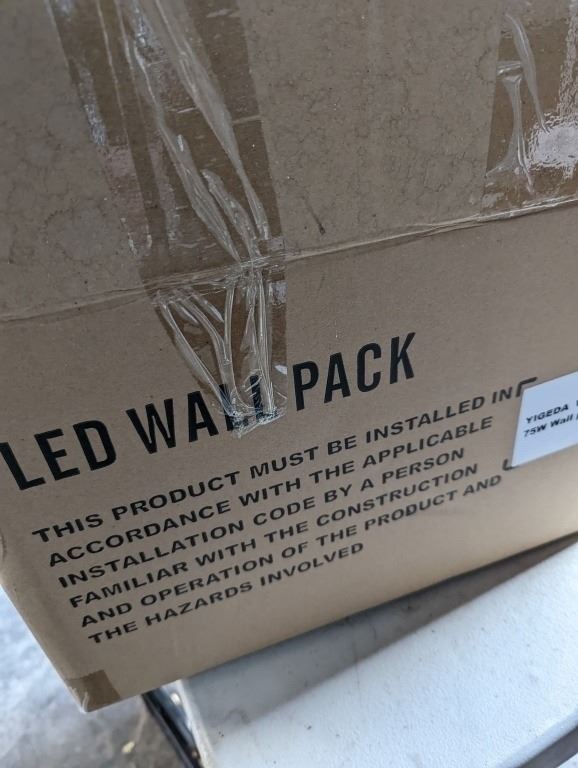 LED WALL PACK
THIS PRODUCT MUST BE INSTALLED IN
ACCORDANCE WITH THE APPLICABLE
INSTALLATION CODE BY A PERSON
FAMILIAR WITH THE CONSTRUCTION
AND OPERATION OF THE PRODUCT AND
THE HAZARDS INVOLVED
YIGEDA
75W Wall